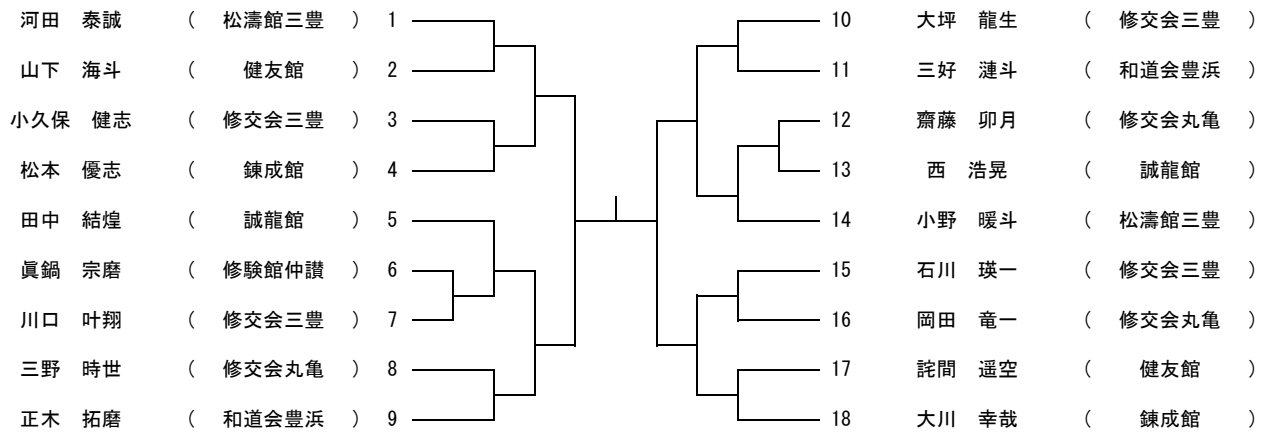 河田 泰誠 ( 松濤館三豊 ) 1
山下 海斗 ( 健友館 ) 2
小久保 健志 ( 修交会三豊 ) 3
松本 優志 ( 錬成館 ) 4
田中 結煌 ( 誠龍館 ) 5
眞鍋 宗磨 ( 修験館仲讃 ) 6
川口 叶翔 ( 修交会三豊 ) 7
三野 時世 ( 修交会丸亀 ) 8
正木 拓磨 ( 和道会豊浜 ) 9
10 大坪 龍生 ( 修交会三豊 )
11 三好 漣斗 ( 和道会豊浜 )
12 齋藤 卯月 ( 修交会丸亀 )
13 西 浩晃 ( 誠龍館 )
14 小野 暖斗 ( 松濤館三豊 )
15 石川 瑛一 ( 修交会三豊 )
16 岡田 竜一 ( 修交会丸亀 )
17 詫間 遥空 ( 健友館 )
18 大川 幸哉 ( 錬成館 )